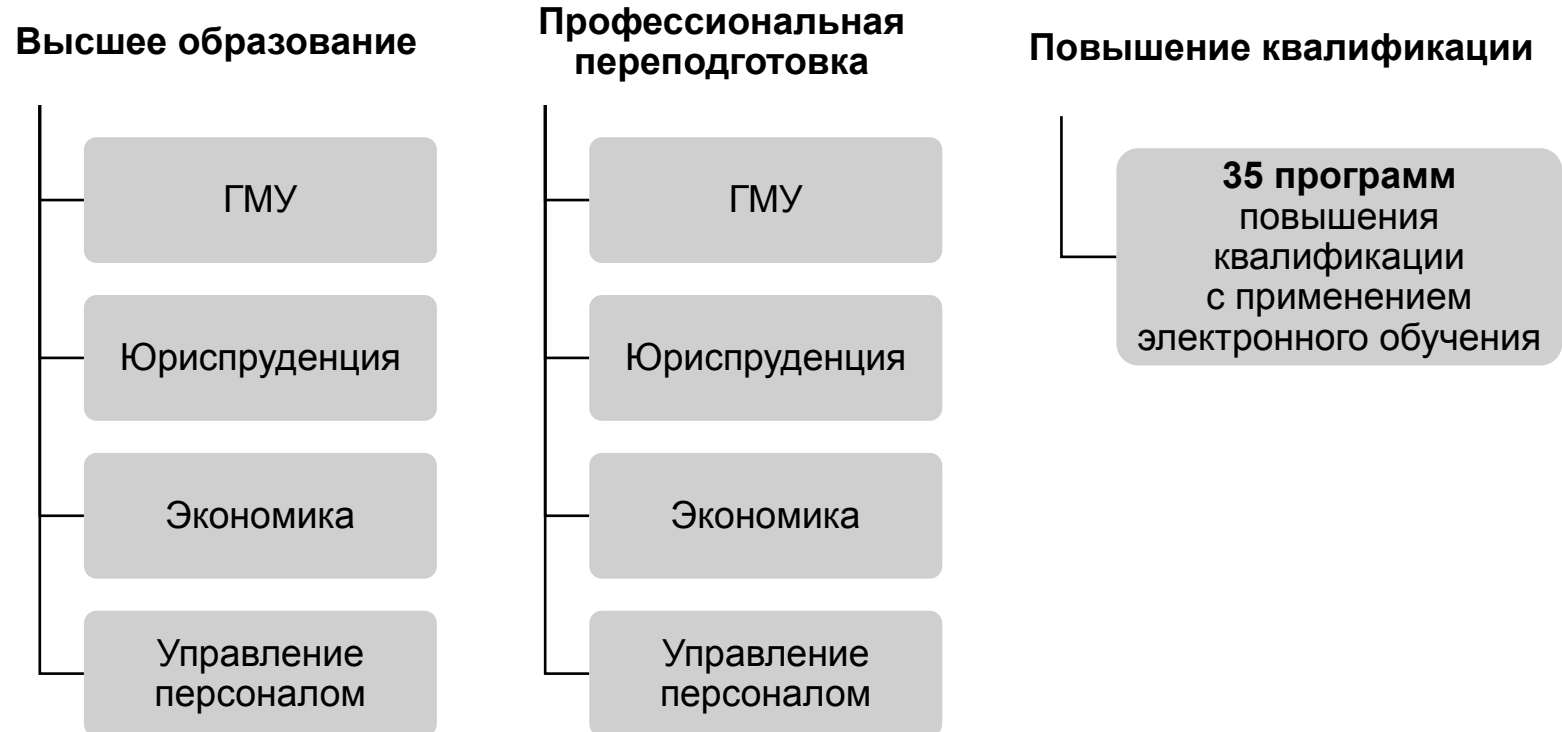 Высшее образование
ГМУ
Юриспруденция
Экономика
Управление
персоналом
Профессиональная
переподготовка
ГМУ
Юриспруденция
Экономика
Управление
персоналом
Повышение квалификации
35 программ
повышения
квалификации
с применением
электронного обучения